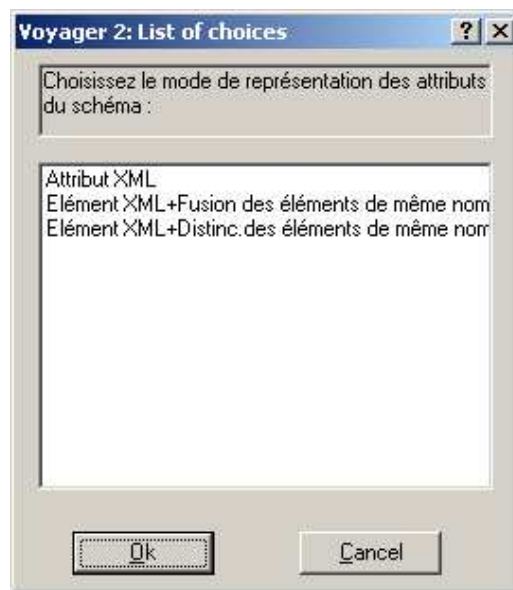 Voyager 2: List of choices
Choisissez le mode de représentation des attributs
du schéma :
Attribut XML
Elément XML+Fusion des éléments de même nom
Elément XML+Distinc.des éléments de même nom
Ok
Cancel